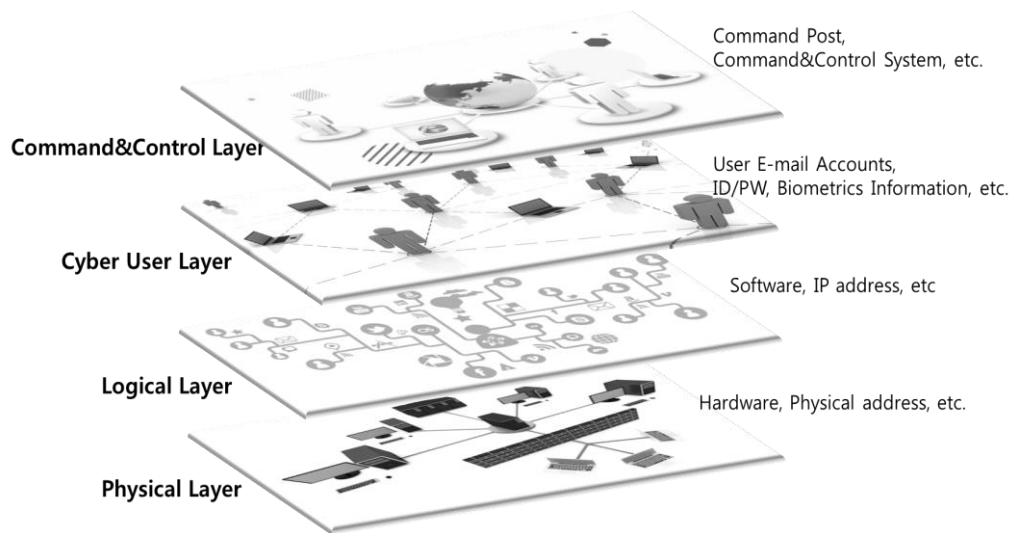 Command Post,
Command&Control System, etc.
Command&Control Layer
User E-mail Accounts,
ID/PW, Biometrics Information, etc.
Cyber User Layer
Software, IP address, etc
Logical Layer
Hardware, Physical address, etc.
Physical Layer